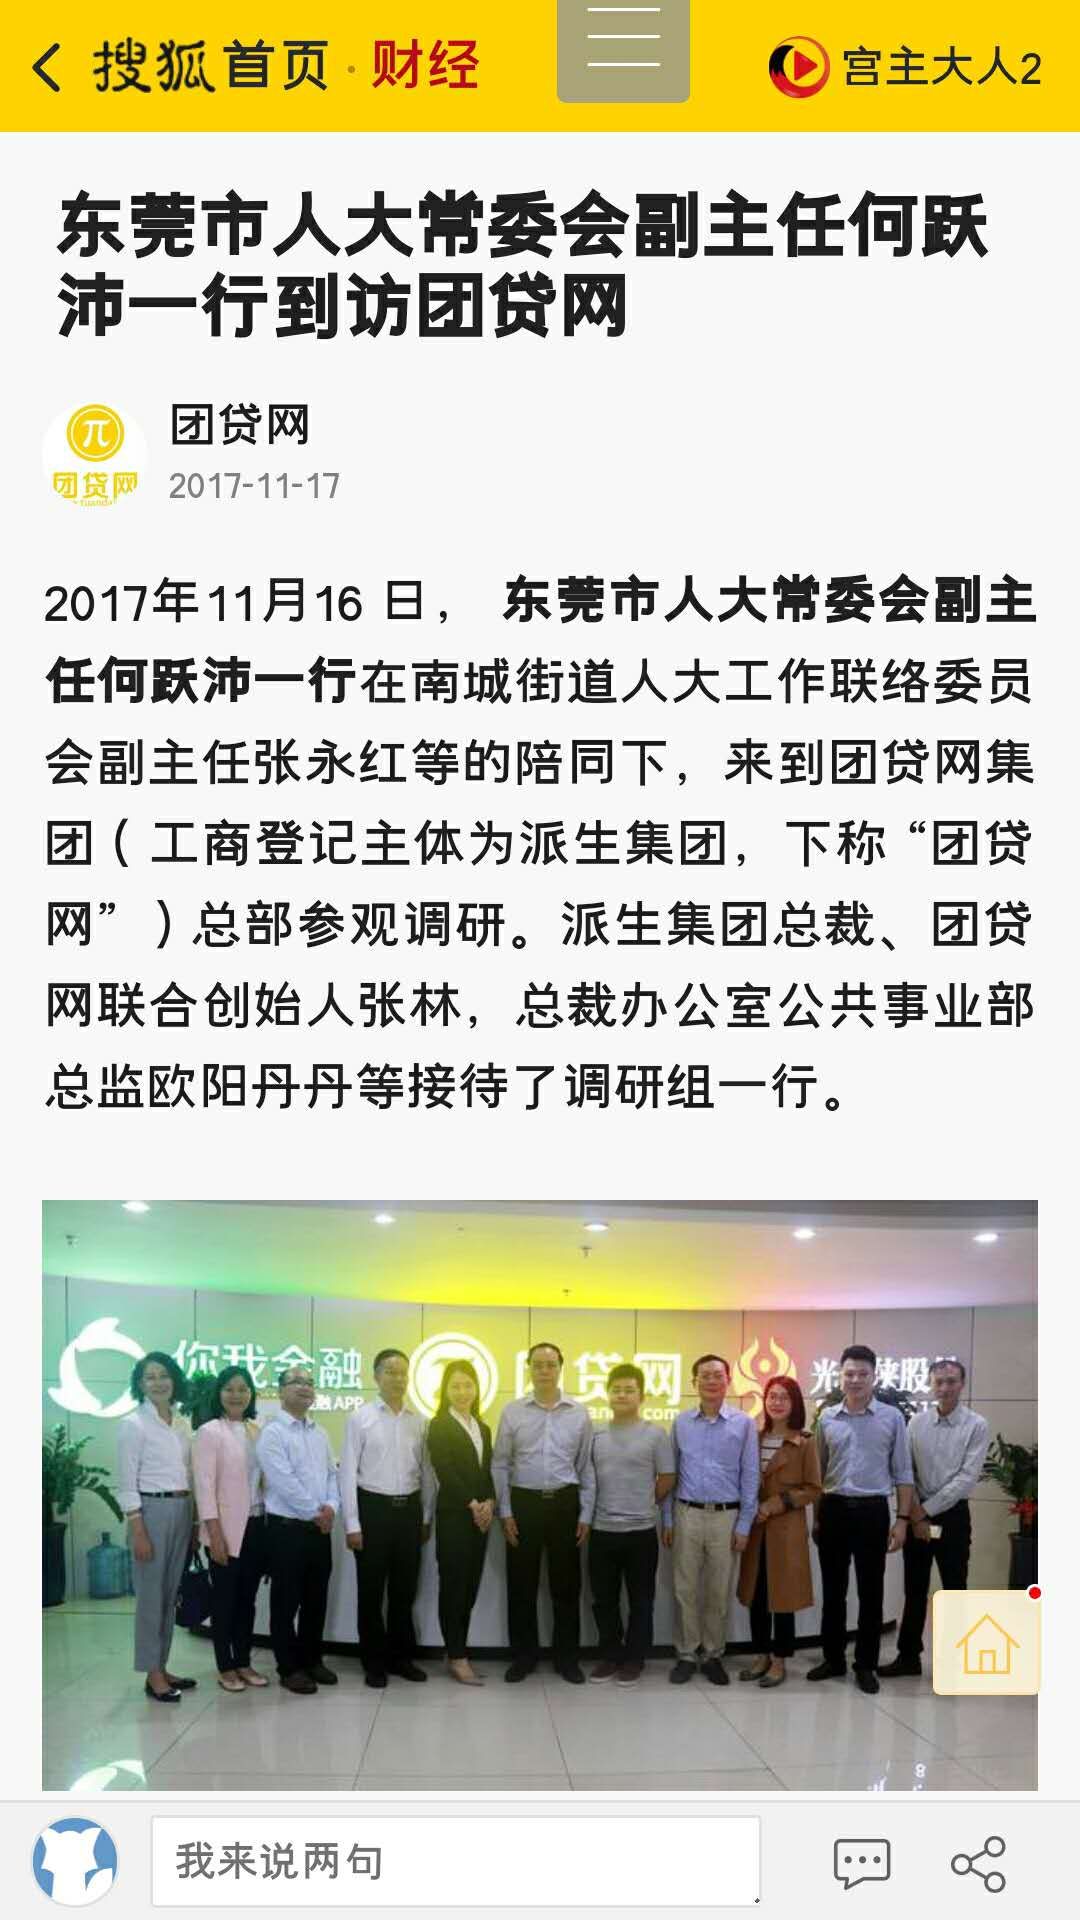 搜狐首页·财经
宫主大人2
东莞市人大常委会副主任何跃
沛一行到访团贷网
团贷网
2017-11-17
团贷网
2017年11月16 日， 东莞市人大常委会副主
任何跃沛一行在南城街道人大工作联络委员
会副主任张永红等的陪同下，来到团贷网集
团（ 工商登记主体为派生集团，下称“团贷
网” ）总部参观调研。派生集团总裁、团贷
网联合创始人张林，总裁办公室公共事业部
总监欧阳丹丹等接待了调研组一行。
你我金融
融APP
团贷网
.com
光
侠股
我来说两句